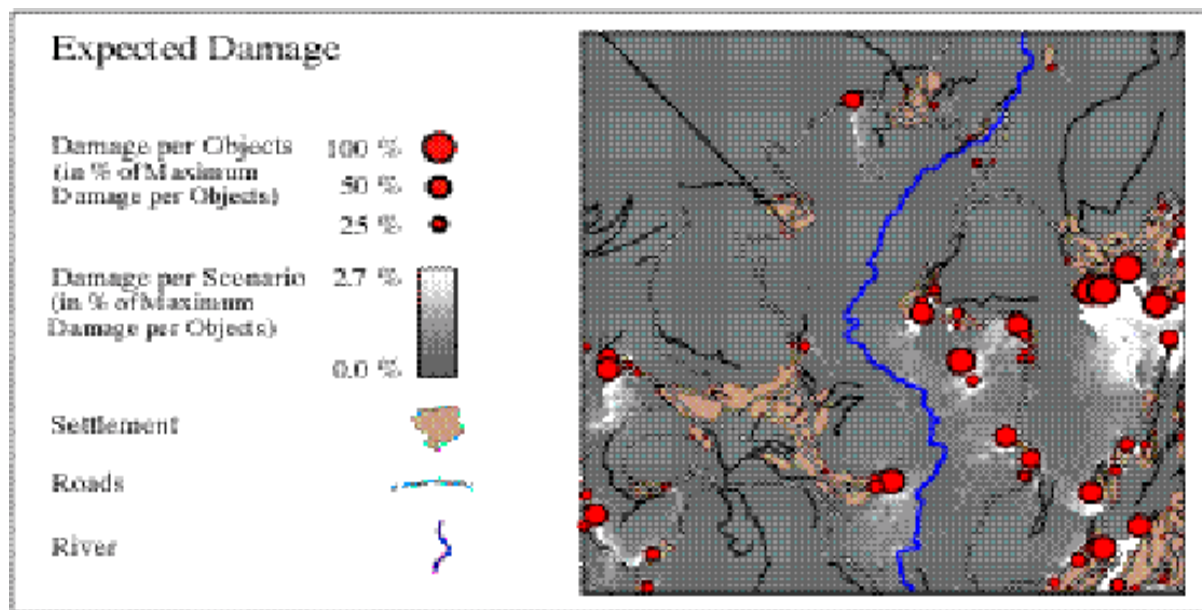 Expected Damage
Damage per Objects
(in % of Maximum
Damage per Objects)
100 %
50 %
25 %
Damage per Scenario
(in % of Maximum
Damage per Objects)
2.7 %
0.0 %
Settlement
Roads
River